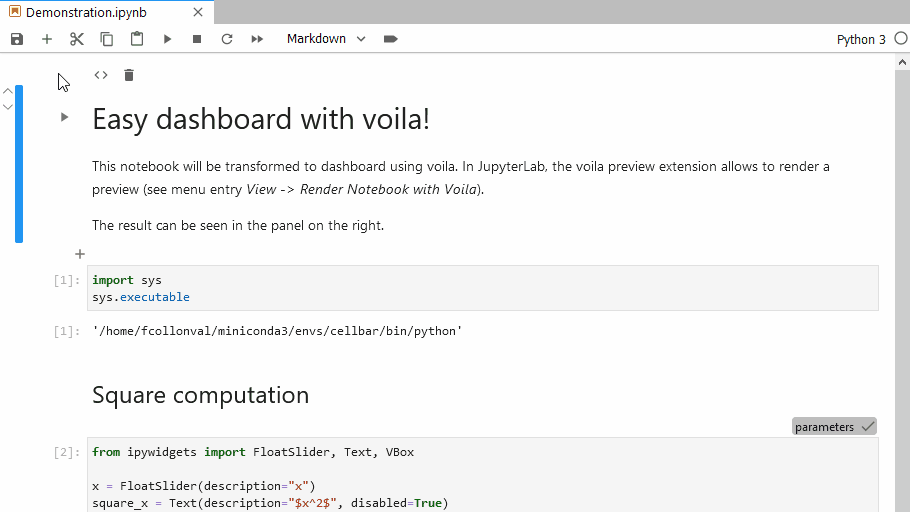 Demonstration.ipynb
Markdown
Python 3
Easy dashboard with voila!
This notebook will be transformed to dashboard using voila. In JupyterLab, the voila preview extension allows to render a
preview (see menu entry View -> Render Notebook with Voila).
The result can be seen in the panel on the right.
[1]: import sys
sys.executable
[1]: '/home/fcollonval/miniconda3/envs/cellbar/bin/python'
Square computation
parameters
[2]: from ipywidgets import FloatSlider, Text, VBox
x = FloatSlider(description="x")
square_x = Text(description="$x^2$", disabled=True)